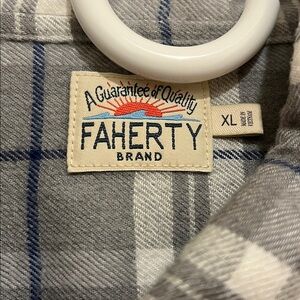 A Guarantee of Quality
FAHERTY
BRAND
XL